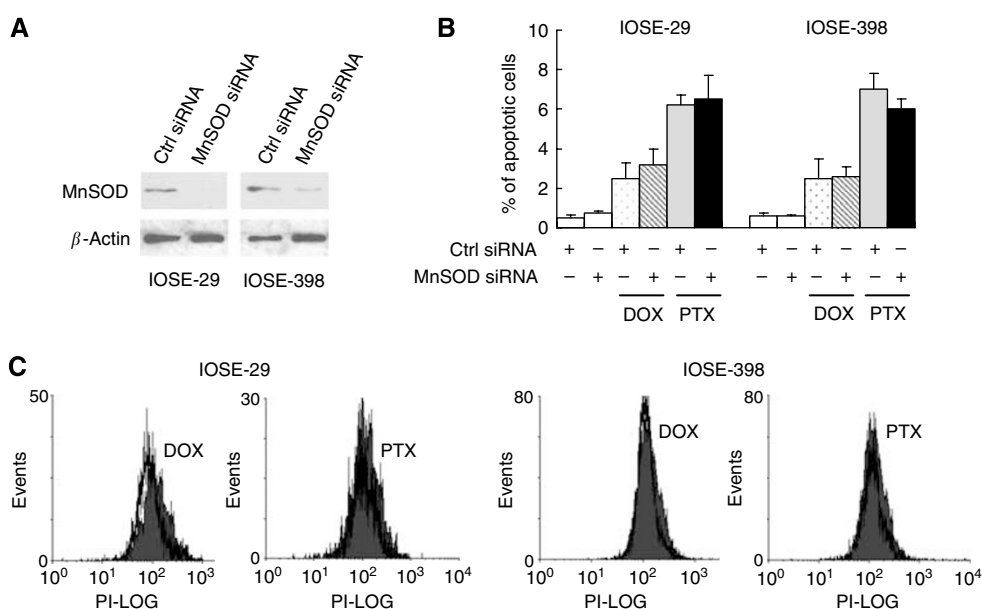 A
Ctrl siRNA
MnSOD siRNA
Ctrl siRNA
MnSOD siRNA
MnSOD
β-Actin
IOSE-29 IOSE-398
B
IOSE-29 IOSE-398
% of apoptotic cells
10
8
6
4
2
0
Ctrl siRNA + – + – + – + – + – + –
MnSOD siRNA – + – + – + – + – + – +
DOX PTX DOX PTX
C
IOSE-29 IOSE-398
50
DOX
Events
0
10⁰ 10¹ 10² 10³
PI-LOG
30
PTX
Events
0
10⁰ 10¹ 10² 10³ 10⁴
PI-LOG
80
DOX
Events
0
10⁰ 10¹ 10² 10³
PI-LOG
80
PTX
Events
0
10⁰ 10¹ 10² 10³ 10⁴
PI-LOG